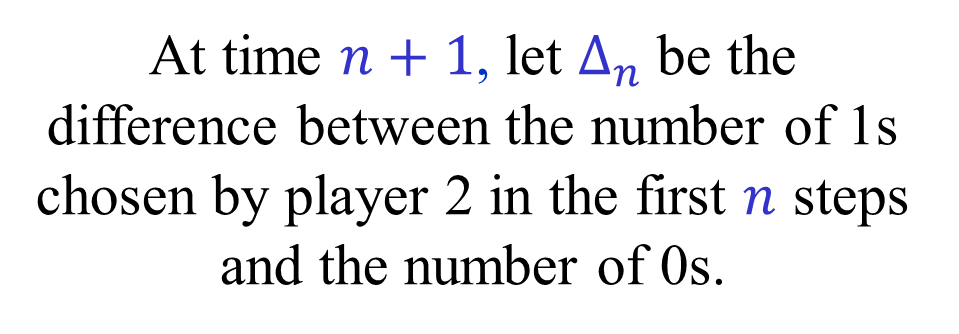 At time n + 1, let Δₙ be the
difference between the number of 1s
chosen by player 2 in the first n steps
and the number of 0s.